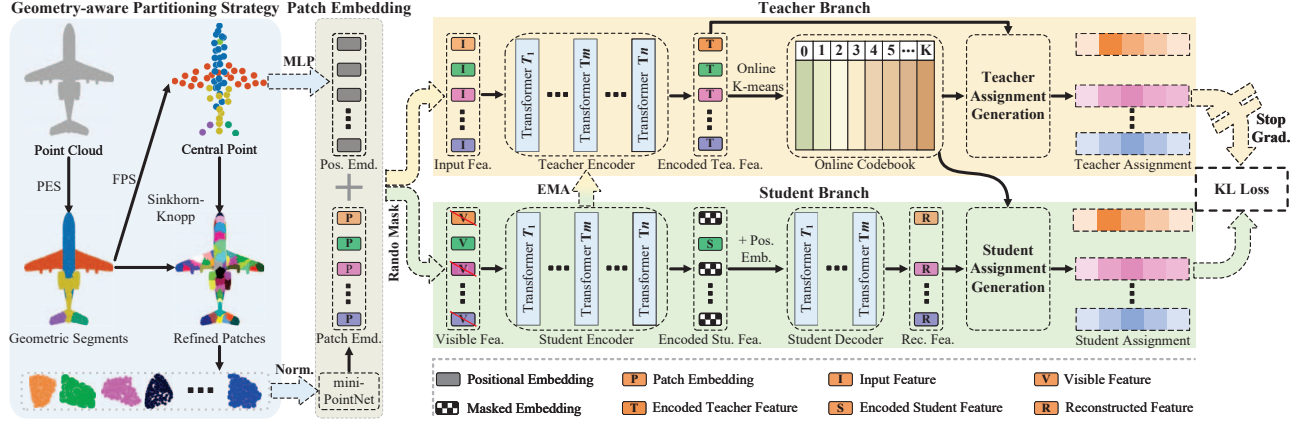 Geometry-aware Partitioning Strategy
Point Cloud
Central Point
PES
FPS
Sinkhorn-
Knopp
Geometric Segments
Refined Patches
MLP
Norm.
Patch Embedding
Pos. Emd.
P
P
P
P
Patch Emd.
mini-
PointNet
Rando Mask
Teacher Branch
I
I
I
I
Input Fea.
Transformer T1
Transformer Tm
Transformer Tn
Teacher Encoder
T
T
T
T
Encoded Tea. Fea.
Online
K-means
0 1 2 3 4 5 ··· K
Online Codebook
Teacher
Assignment
Generation
Teacher Assignment
Stop
Grad.
KL Loss
EMA
Student Branch
V
V
V
V
Visible Fea.
Transformer T1
Transformer Tm
Transformer Tn
Student Encoder
S
Encoded Stu. Fea.
+ Pos.
Emb.
Transformer T1
Transformer Tm
Student Decoder
R
R
R
Rec. Fea.
Student
Assignment
Generation
Student Assignment
Positional Embedding
P Patch Embedding
I Input Feature
V Visible Feature
Masked Embedding
T Encoded Teacher Feature
S Encoded Student Feature
R Reconstructed Feature